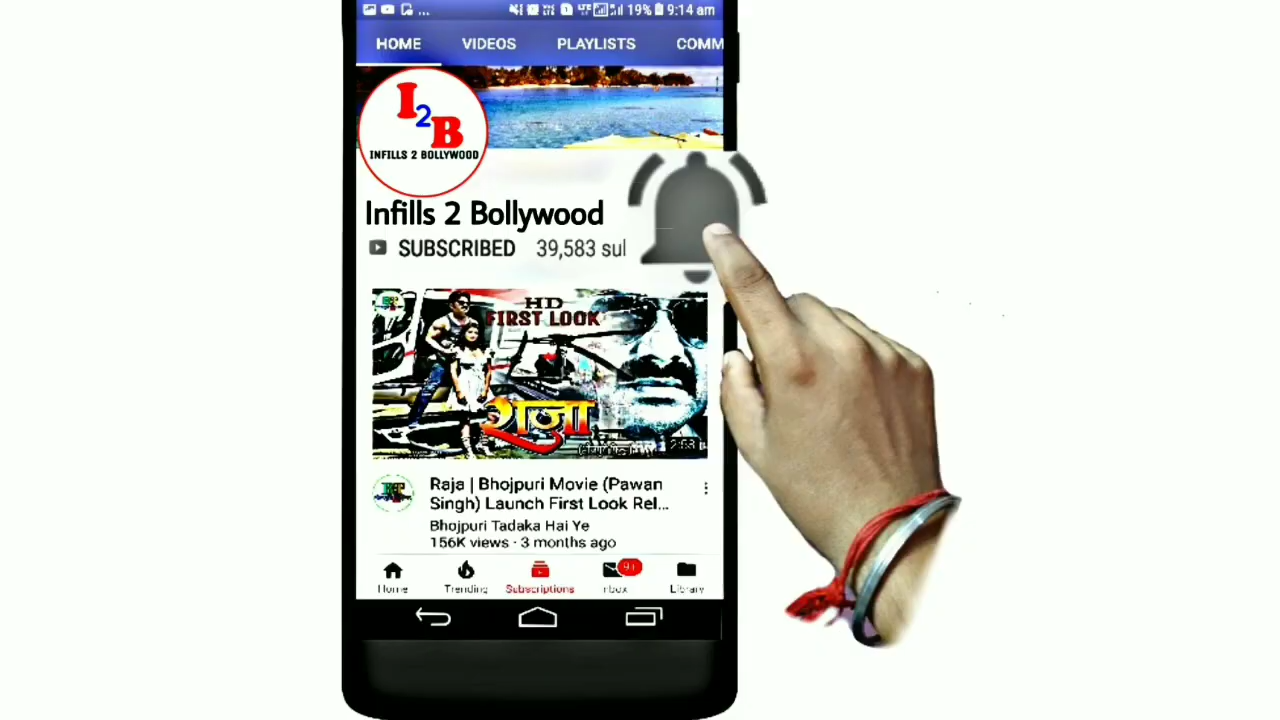 19% 9:14 am
HOME VIDEOS PLAYLISTS COMM
I2B
INFILLS 2 BOLLYWOOD
Infills 2 Bollywood
SUBSCRIBED 39,583 sul
HD
FIRST LOOK
राजा
Raja | Bhojpuri Movie (Pawan
Singh) Launch First Look Rel...
Bhojpuri Tadaka Hai Ye
156K views · 3 months ago
Home Trending Subscriptions nbox Library